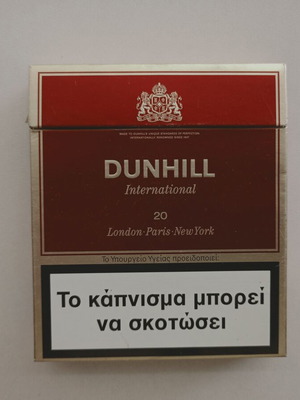 DUNHILL
International
20
London·Paris·New York
Το Υπουργείο Υγείας προειδοποιεί:
Το κάπνισμα μπορεί
να σκοτώσει